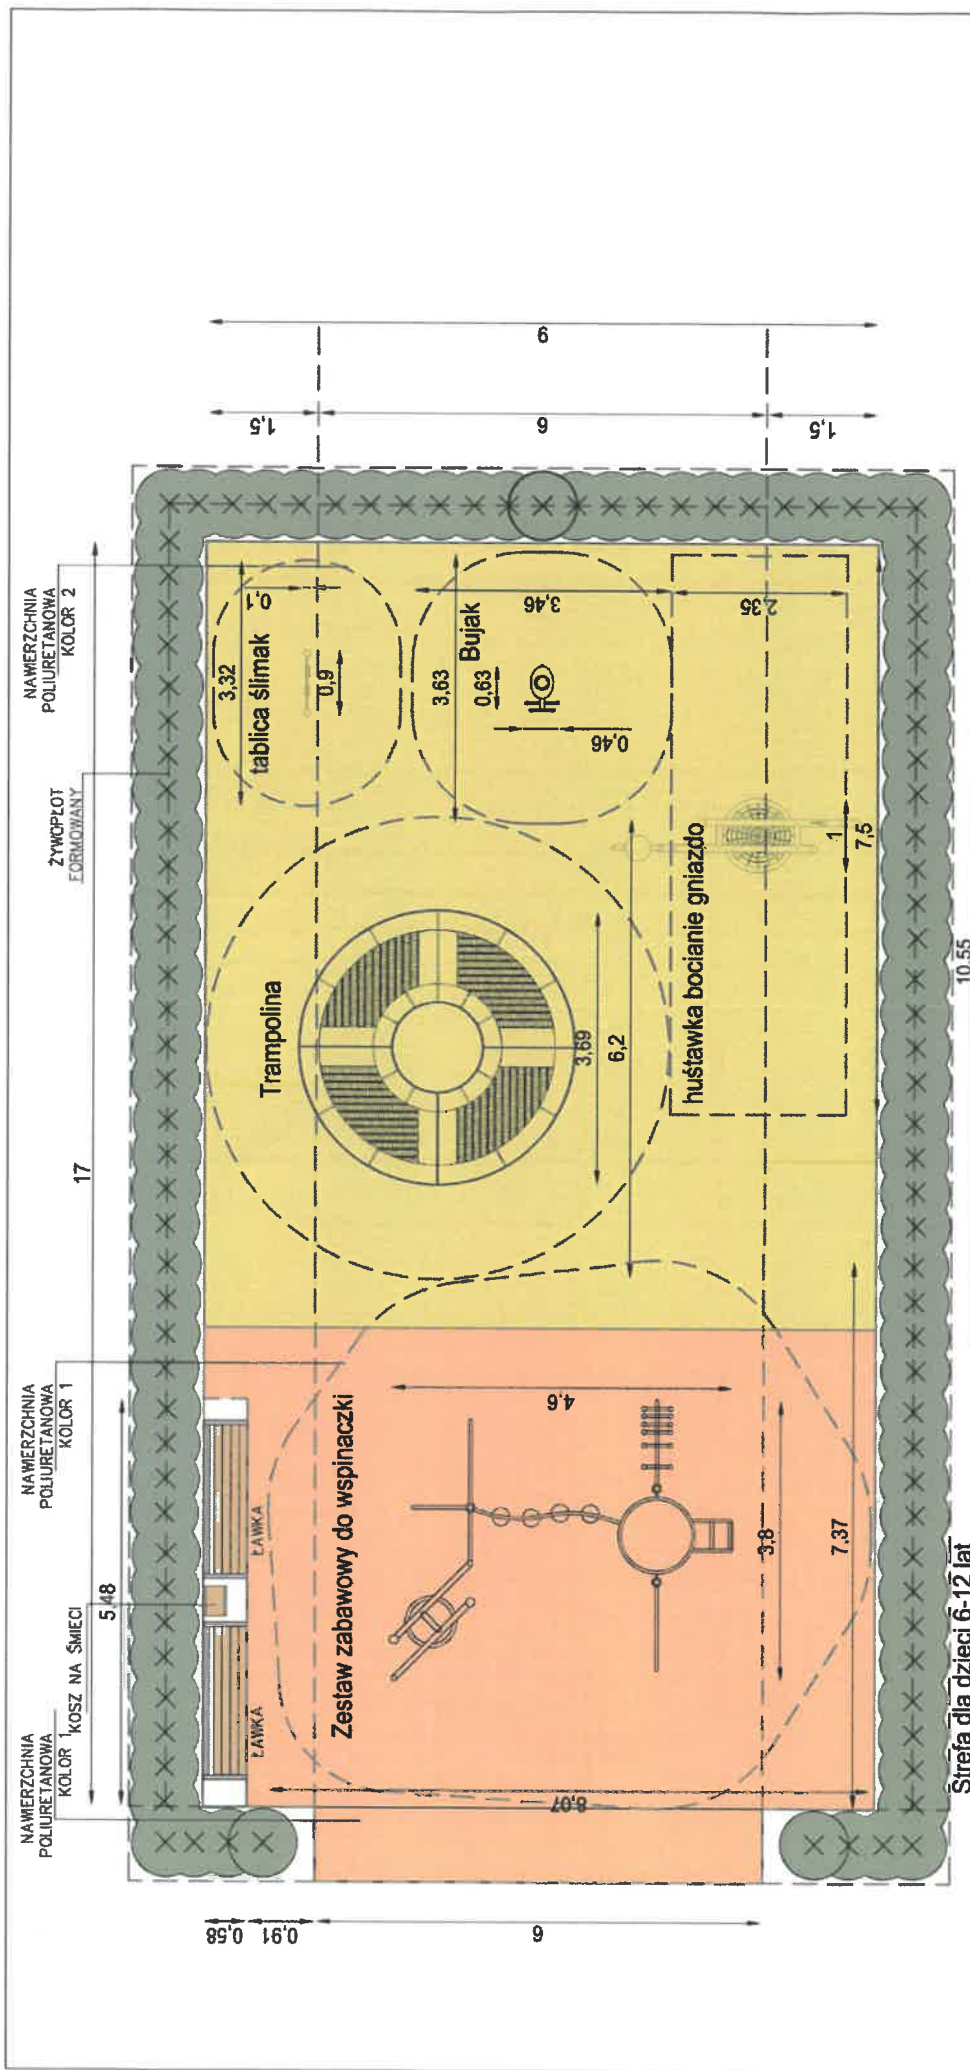 NAWIERZCHNIA
POLIURETANOWA
KOLOR 1
KOSZ NA ŚMIECI
5,48
NAWIERZCHNIA
POLIURETANOWA
KOLOR 1
17
ŻYWOPŁOT
FORMOWANY
NAWIERZCHNIA
POLIURETANOWA
KOLOR 2
0,58
0,91
6
ŁAWKA
ŁAWKA
Zestaw zabawowy do wspinaczki
4,6
3,8
7,37
8,07
Trampolina
3,69
6,2
3,32
tablica ślimak
0,1
0,9
3,63
Bujak
0,63
0,46
3,46
2,35
huśtawka bocianie gniazdo
1
7,5
1,5
6
1,5
9
10,55
Strefa dla dzieci 6-12 lat